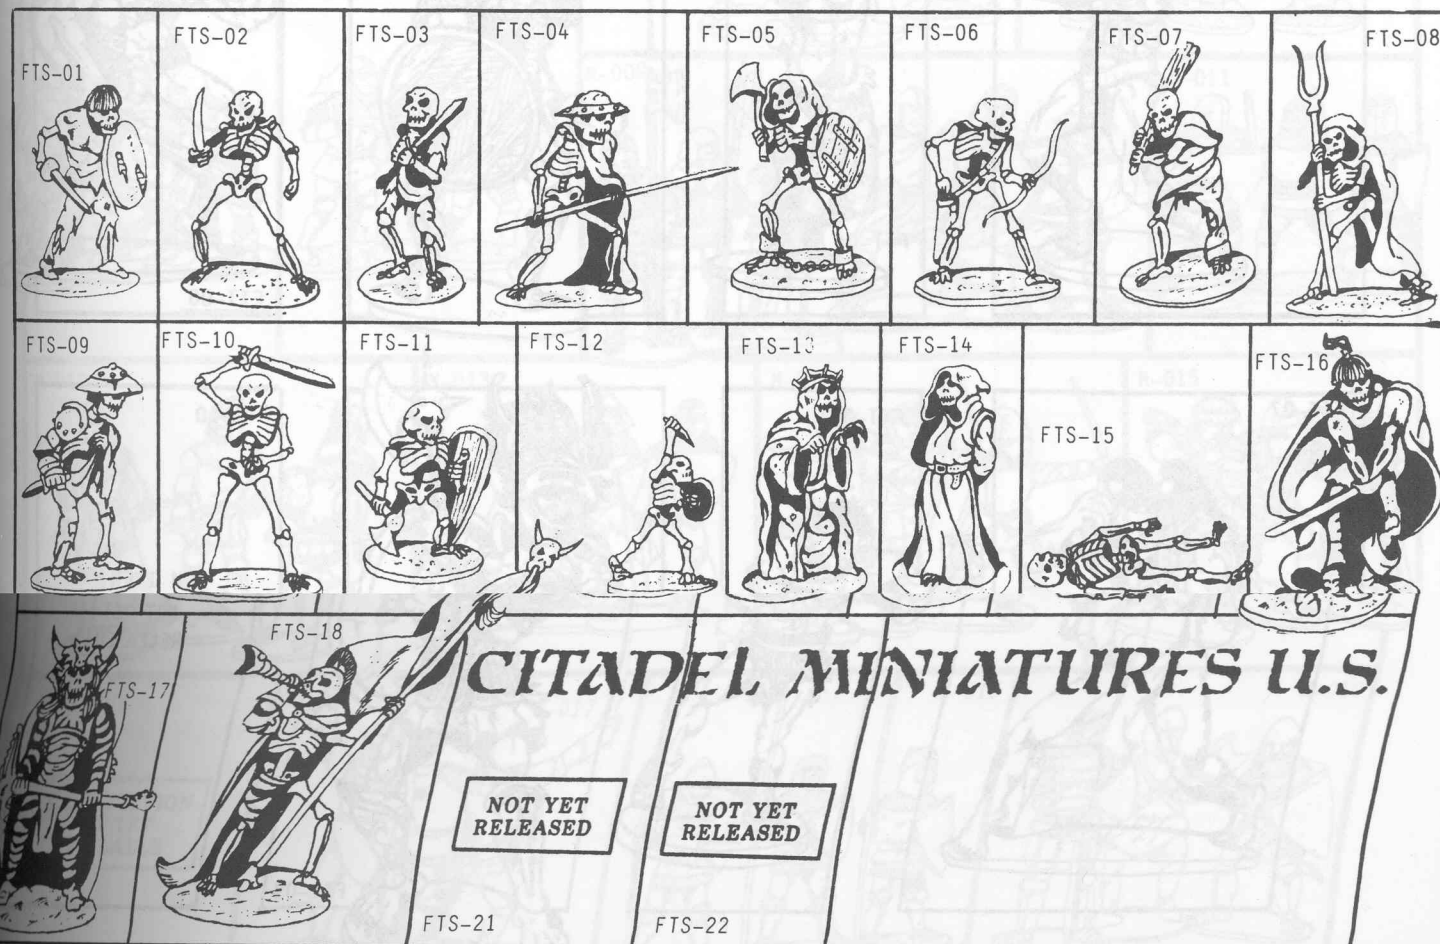 FTS-01
FTS-02
FTS-03
FTS-04
FTS-05
FTS-06
FTS-07
FTS-08
FTS-09
FTS-10
FTS-11
FTS-12
FTS-13
FTS-14
FTS-15
FTS-16
FTS-17
FTS-18
CITADEL MINIATURES U.S.
NOT YET
RELEASED
NOT YET
RELEASED
FTS-21
FTS-22